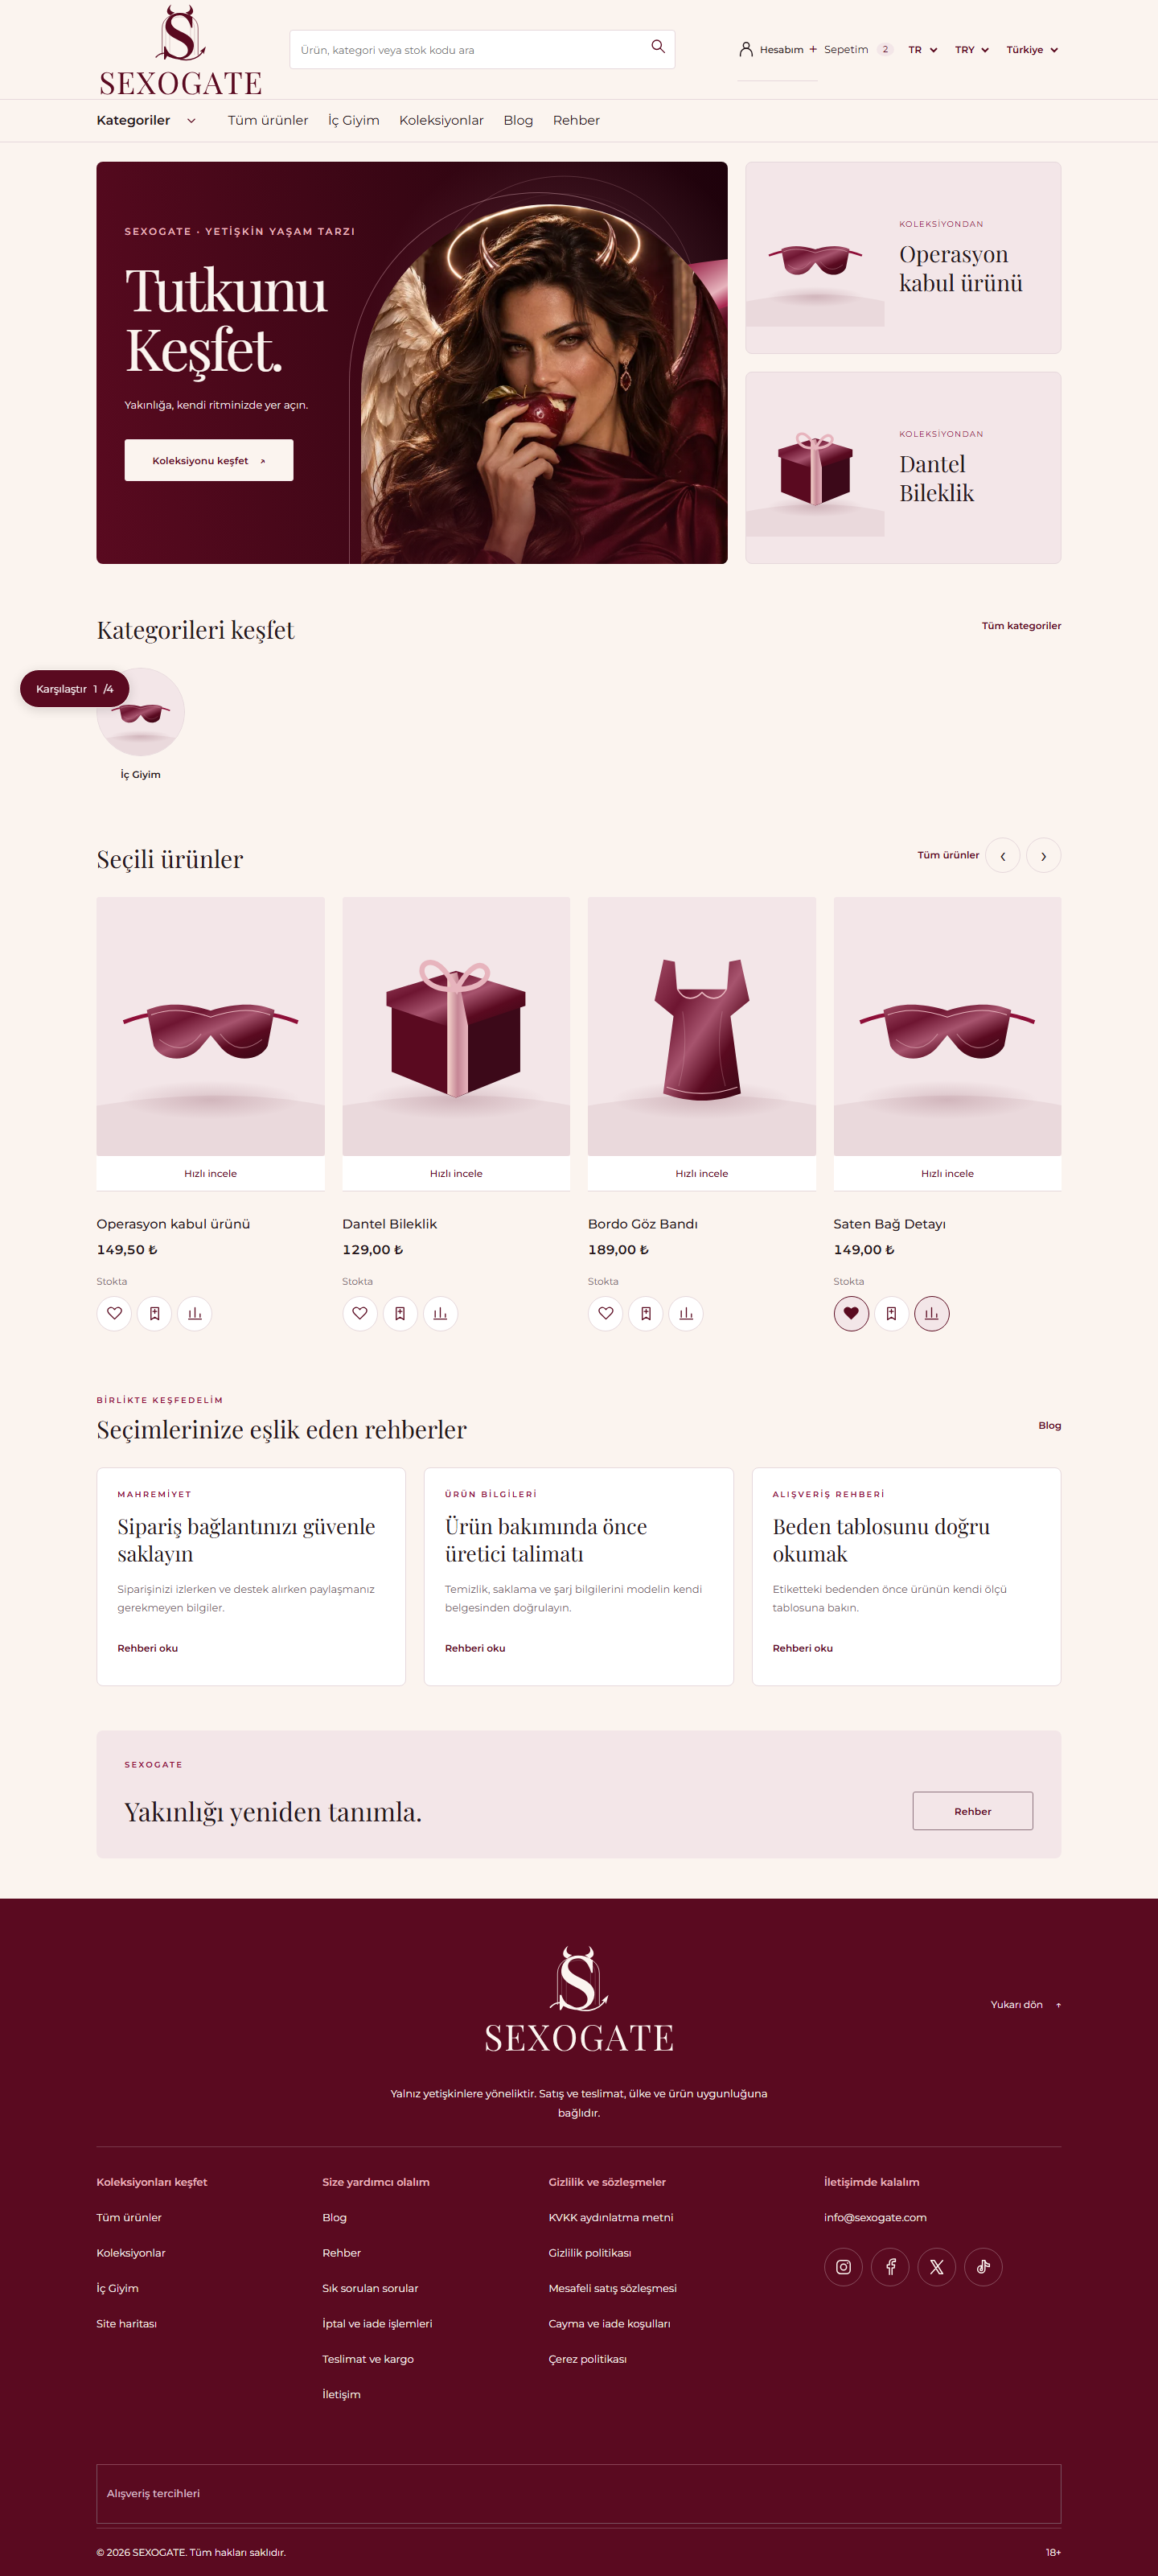 SEXOGATE
Ürün, kategori veya stok kodu ara
Hesabım + Sepetim 2 TR TRY Türkiye
Kategoriler Tüm ürünler İç Giyim Koleksiyonlar Blog Rehber
SEXOGATE · YETİŞKİN YAŞAM TARZI
Tutkunu
Keşfet.
Yakınlığa, kendi ritminizde yer açın.
Koleksiyonu keşfet ↗
KOLEKSİYONDAN
Operasyon
kabul ürünü
KOLEKSİYONDAN
Dantel
Bileklik
Kategorileri keşfet
Tüm kategoriler
Karşılaştır 1 /4
İç Giyim
Seçili ürünler
Tüm ürünler ‹ ›
Hızlı incele Hızlı incele Hızlı incele Hızlı incele
Operasyon kabul ürünü Dantel Bileklik Bordo Göz Bandı Saten Bağ Detayı
149,50 ₺ 129,00 ₺ 189,00 ₺ 149,00 ₺
Stokta Stokta Stokta Stokta
BİRLİKTE KEŞFEDELİM
Seçimlerinize eşlik eden rehberler
Blog
MAHREMİYET
Sipariş bağlantınızı güvenle
saklayın
Siparişinizi izlerken ve destek alırken paylaşmanız
gerekmeyen bilgiler.
Rehberi oku
ÜRÜN BİLGİLERİ
Ürün bakımında önce
üretici talimatı
Temizlik, saklama ve şarj bilgilerini modelin kendi
belgesinden doğrulayın.
Rehberi oku
ALIŞVERİŞ REHBERİ
Beden tablosunu doğru
okumak
Etiketteki bedenden önce ürünün kendi ölçü
tablosuna bakın.
Rehberi oku
SEXOGATE
Yakınlığı yeniden tanımla.
Rehber
SEXOGATE
Yukarı dön ↑
Yalnız yetişkinlere yöneliktir. Satış ve teslimat, ülke ve ürün uygunluğuna
bağlıdır.
Koleksiyonları keşfet
Tüm ürünler
Koleksiyonlar
İç Giyim
Site haritası
Size yardımcı olalım
Blog
Rehber
Sık sorulan sorular
İptal ve iade işlemleri
Teslimat ve kargo
İletişim
Gizlilik ve sözleşmeler
KVKK aydınlatma metni
Gizlilik politikası
Mesafeli satış sözleşmesi
Cayma ve iade koşulları
Çerez politikası
İletişimde kalalım
info@sexogate.com
Alışveriş tercihleri
© 2026 SEXOGATE. Tüm hakları saklıdır.
18+